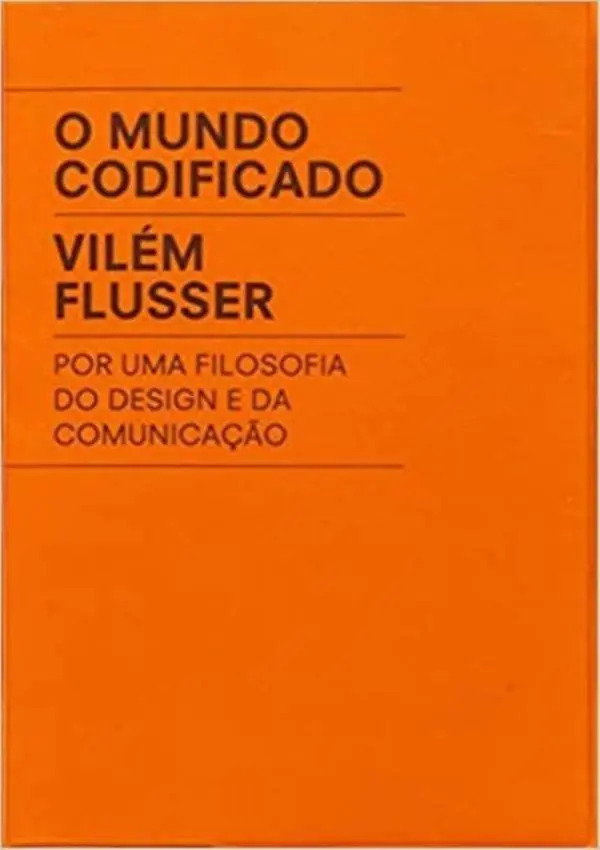 O MUNDO
CODIFICADO
VILÉM
FLUSSER
POR UMA FILOSOFIA
DO DESIGN E DA
COMUNICAÇÃO